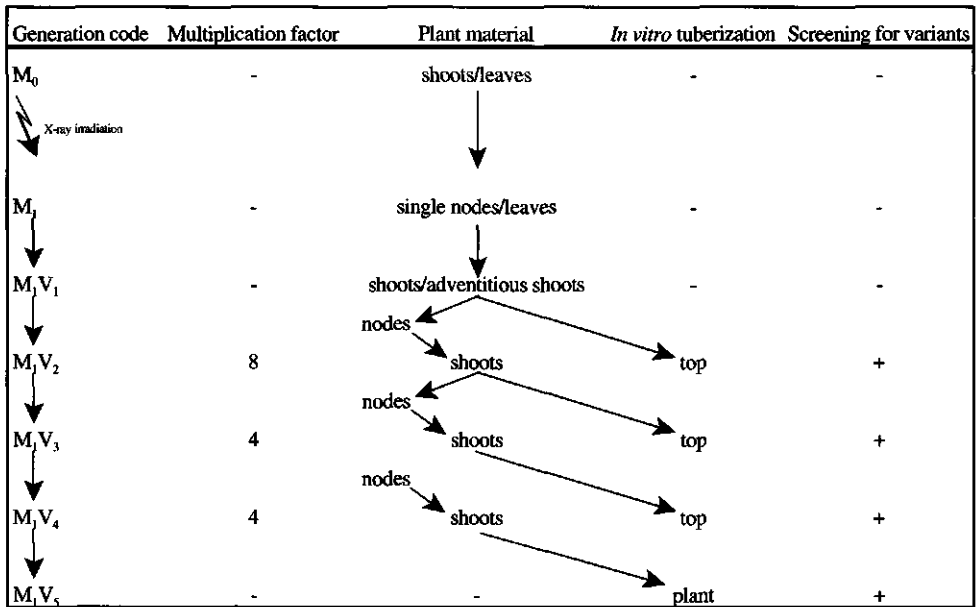 Generation code Multiplication factor Plant material In vitro tuberization Screening for variants
M₀ - shoots/leaves - -
X-ray irradiation
M₁ - single nodes/leaves - -
M₁V₁ - shoots/adventitious shoots - -
nodes
M₁V₂ 8 shoots top +
nodes
M₁V₃ 4 shoots top +
nodes
M₁V₄ 4 shoots top +
M₁V₅ - - plant +